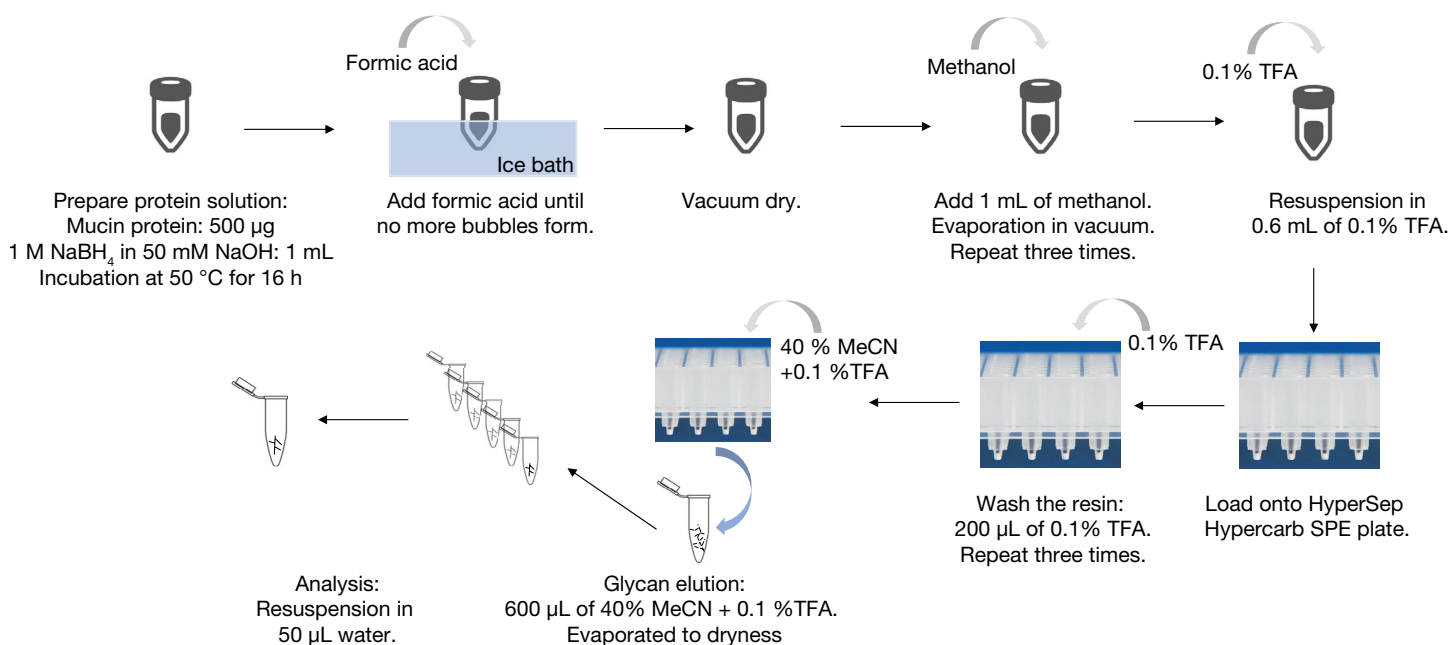 Formic acid
Methanol
0.1% TFA
Ice bath
Prepare protein solution:
Mucin protein: 500 µg
1 M NaBH₄ in 50 mM NaOH: 1 mL
Incubation at 50 °C for 16 h
Add formic acid until
no more bubbles form.
Vacuum dry.
Add 1 mL of methanol.
Evaporation in vacuum.
Repeat three times.
Resuspension in
0.6 mL of 0.1% TFA.
Load onto HyperSep
Hypercarb SPE plate.
0.1% TFA
Wash the resin:
200 µL of 0.1% TFA.
Repeat three times.
40 % MeCN
+0.1 %TFA
Glycan elution:
600 µL of 40% MeCN + 0.1 %TFA.
Evaporated to dryness
Analysis:
Resuspension in
50 µL water.